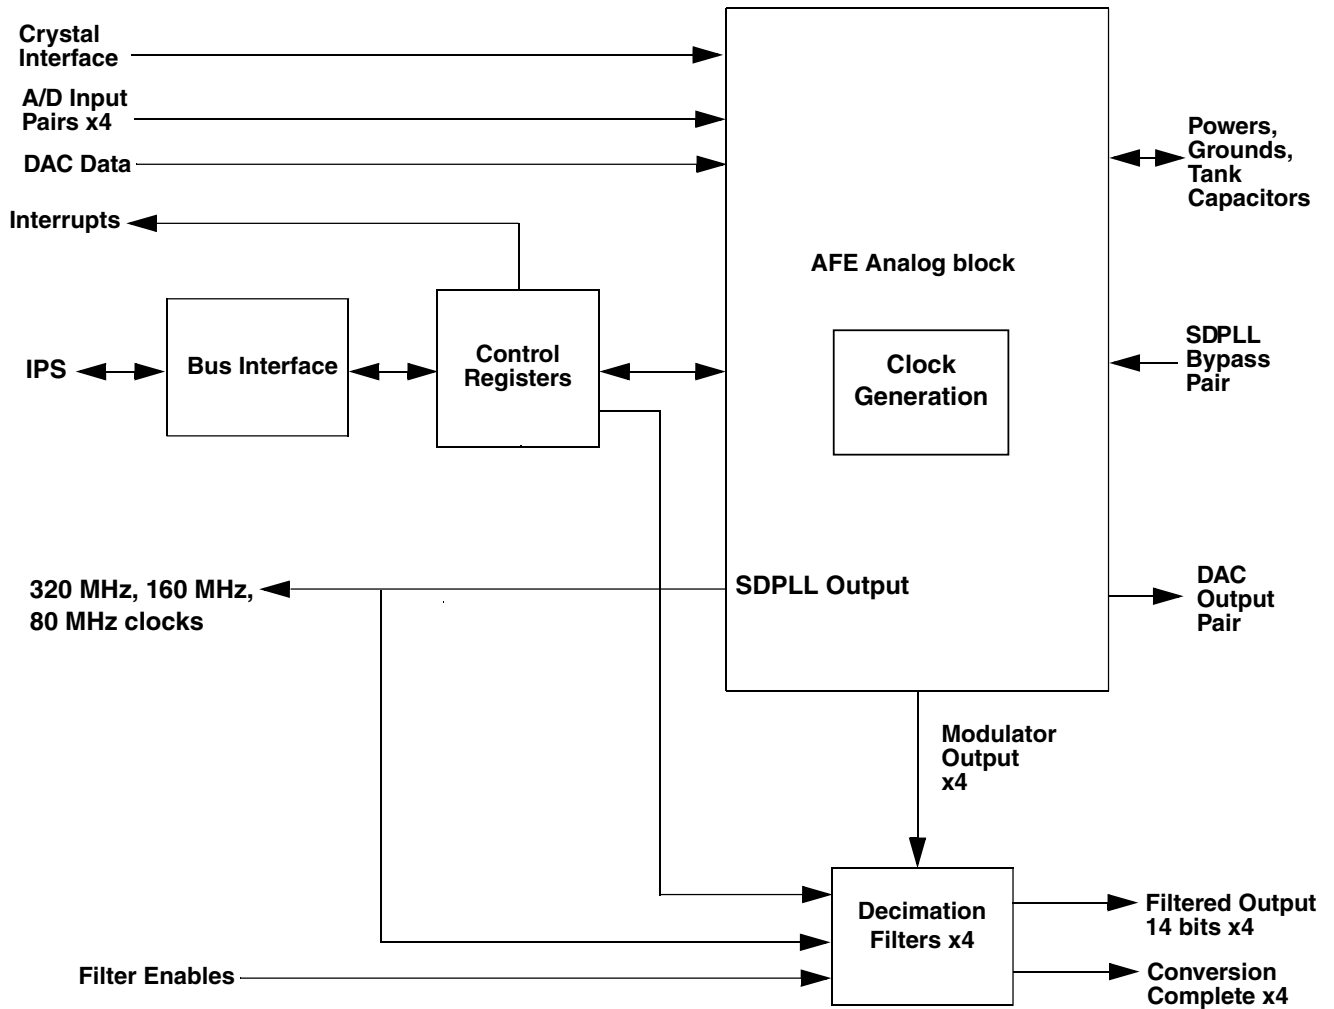 Crystal
Interface
A/D Input
Pairs x4
DAC Data
Interrupts
Powers,
Grounds,
Tank
Capacitors
AFE Analog block
IPS
Bus Interface
Control
Registers
Clock
Generation
SDPLL
Bypass
Pair
320 MHz, 160 MHz,
80 MHz clocks
SDPLL Output
DAC
Output
Pair
Modulator
Output
x4
Decimation
Filters x4
Filtered Output
14 bits x4
Filter Enables
Conversion
Complete x4